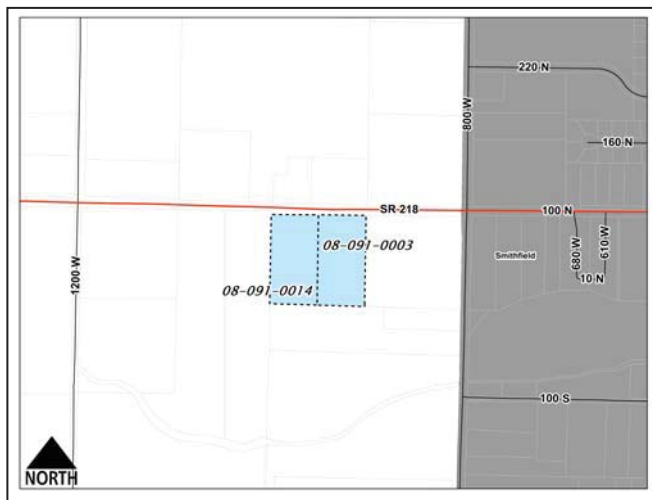 220 N
800 W
160 N
SR 218
100 N
08-091-0003
Smithfield
680 W
610 W
1200 W
10 N
08-091-0014
100 S
NORTH